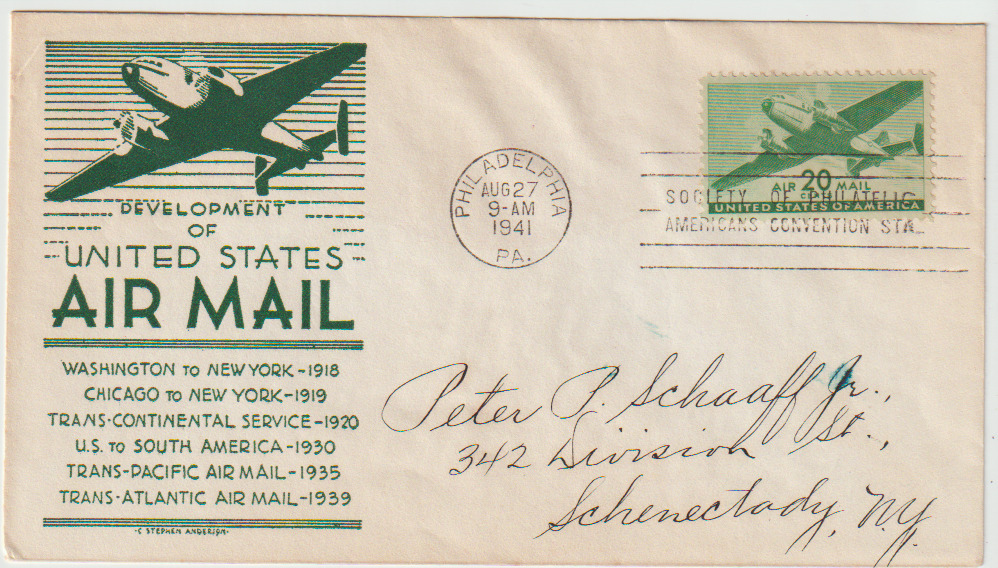 DEVELOPMENT
OF
UNITED STATES
AIR MAIL
WASHINGTON TO NEW YORK-1918
CHICAGO TO NEW YORK-1919
TRANS-CONTINENTAL SERVICE-1920
U.S. TO SOUTH AMERICA-1930
TRANS-PACIFIC AIR MAIL-1935
TRANS-ATLANTIC AIR MAIL-1939
-C STEPHEN ANDERSON-
PHILADELPHIA
AUG 27
9-AM
1941
PA.
AIR 20 MAIL
UNITED STATES OF AMERICA
SOCIETY OF PHILATELIC
AMERICANS CONVENTION STA.
Peter P. Schaaff Jr.,
342 Division St.,
Schenectady, N.Y.